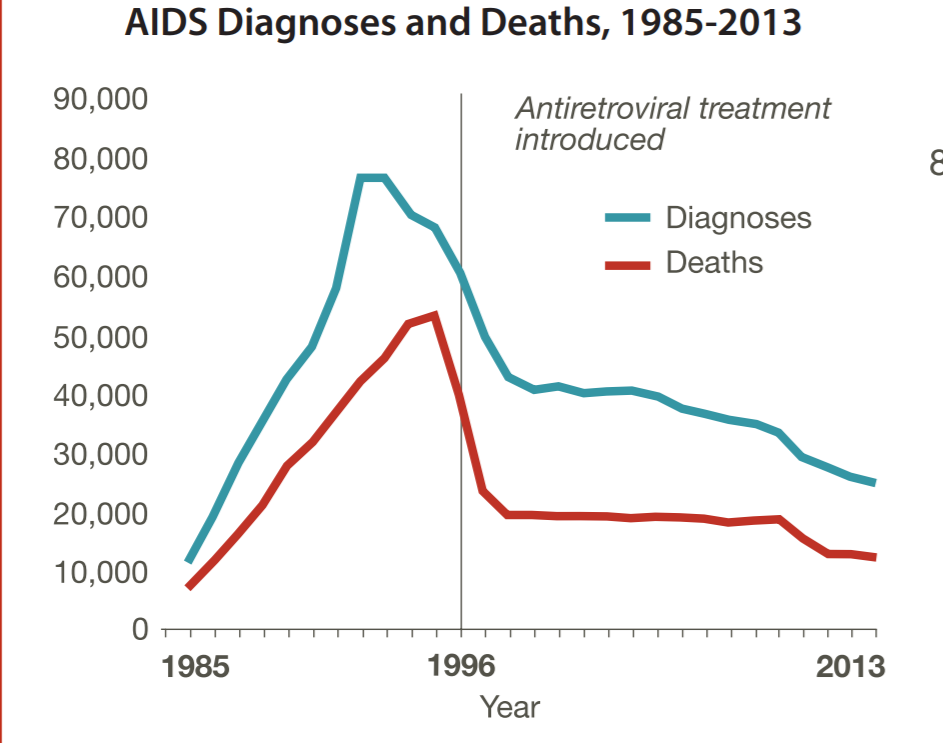 AIDS Diagnoses and Deaths, 1985-2013
90,000
Antiretroviral treatment
introduced
80,000
8
70,000
Diagnoses
Deaths
60,000
50,000
40,000
30,000
20,000
10,000
0
1985 1996 2013
Year